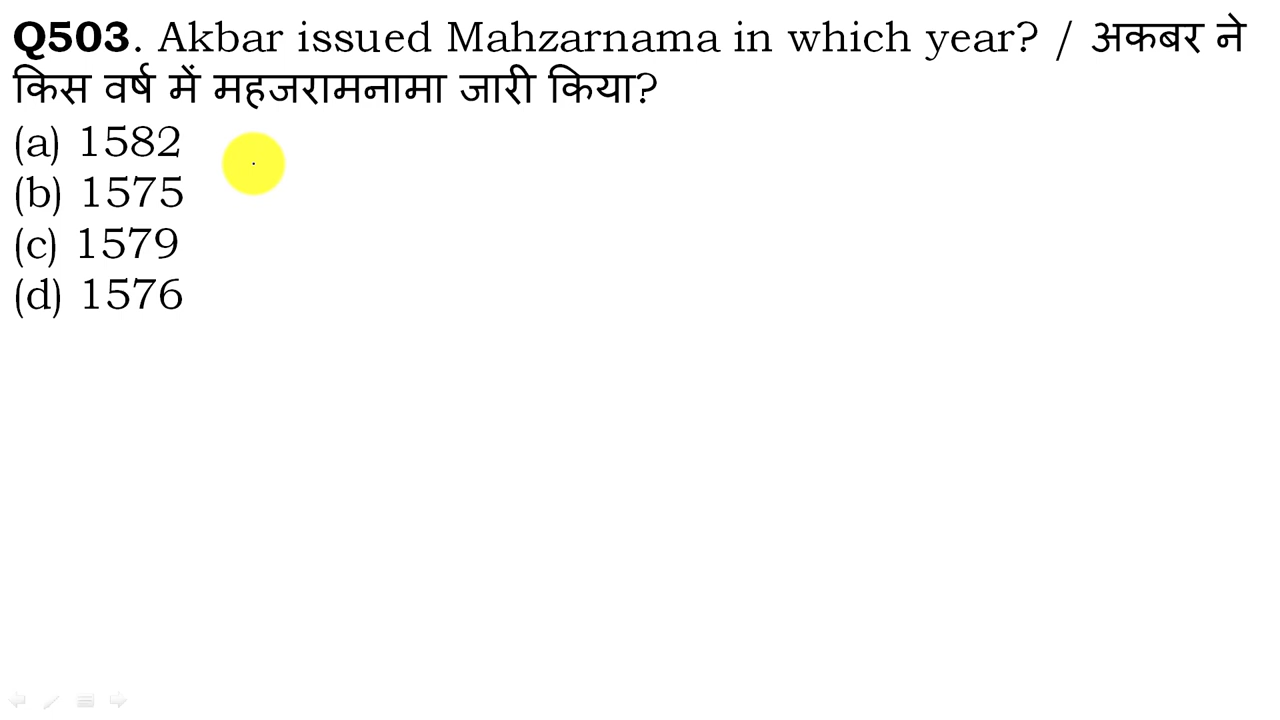 Q503. Akbar issued Mahzarnama in which year? / अकबर ने
किस वर्ष में महजरामनामा जारी किया?
(a) 1582
(b) 1575
(c) 1579
(d) 1576